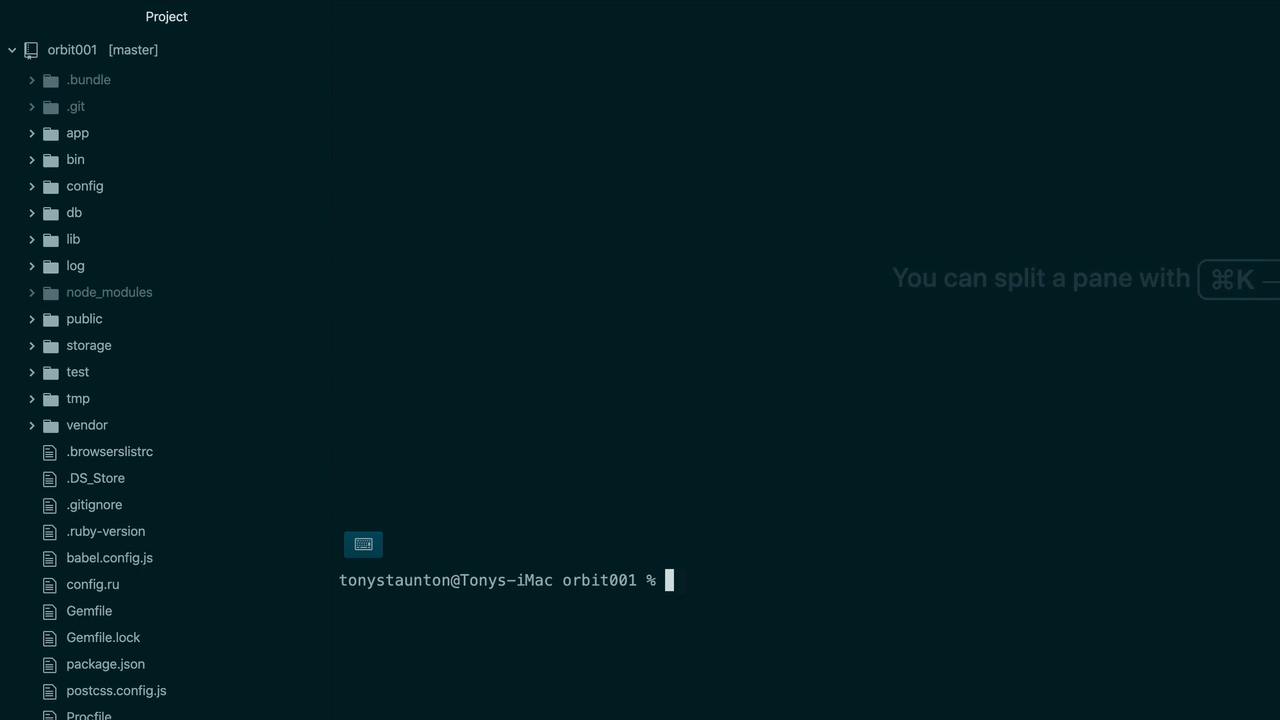 Project
orbit001 [master]
.bundle
.git
app
bin
config
db
lib
log
node_modules
public
storage
test
tmp
vendor
.browserslistrc
.DS_Store
.gitignore
.ruby-version
babel.config.js
config.ru
Gemfile
Gemfile.lock
package.json
postcss.config.js
Procfile
You can split a pane with ⌘K
tonystaunton@Tonys-iMac orbit001 %